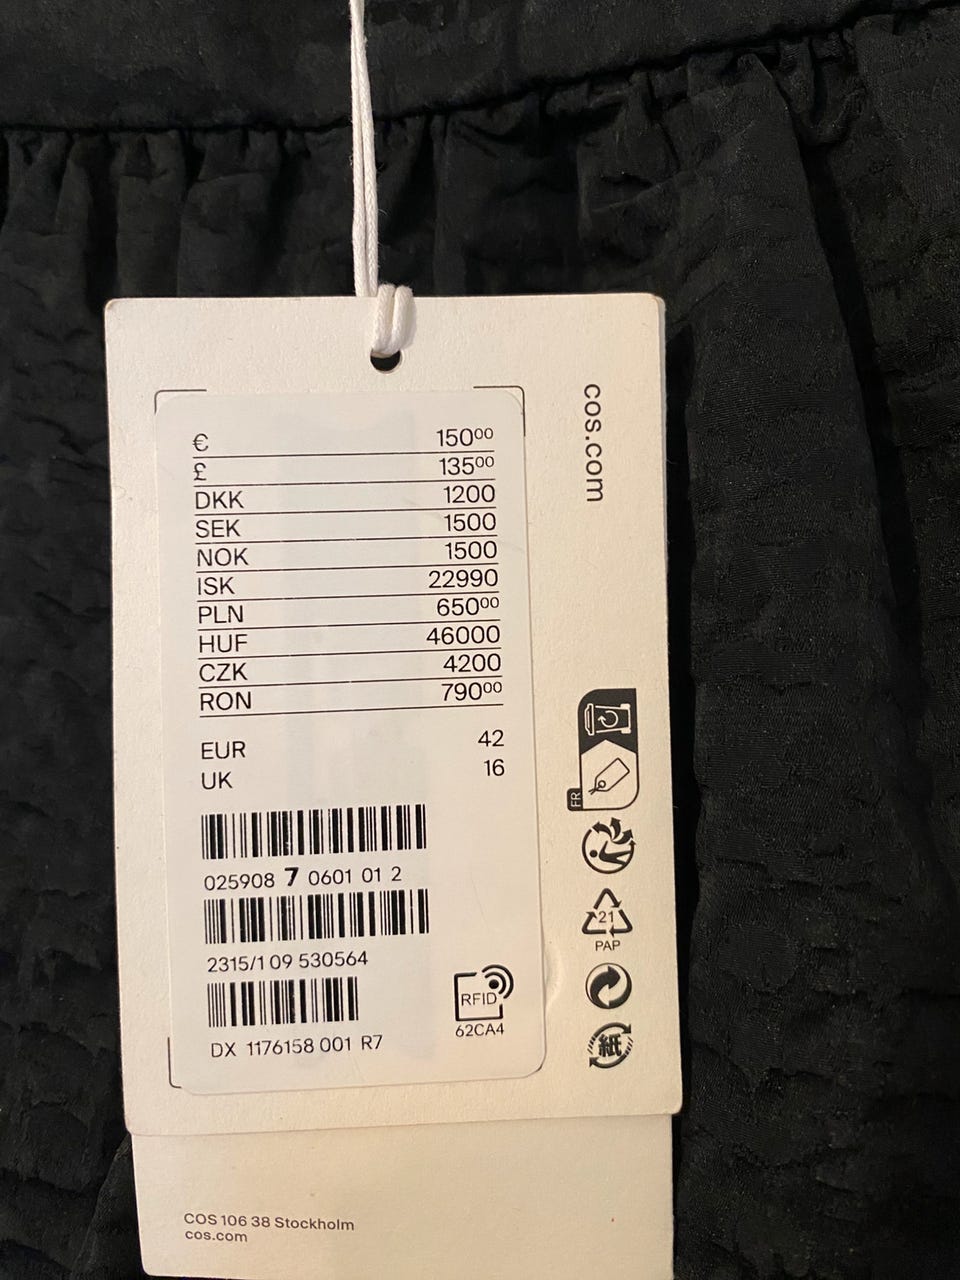 cos.com
€ 150⁰⁰
£ 135⁰⁰
DKK 1200
SEK 1500
NOK 1500
ISK 22990
PLN 650⁰⁰
HUF 46000
CZK 4200
RON 790⁰⁰
EUR 42
UK 16
025908 7 0601 01 2
2315/1 09 530564
DX 1176158 001 R7
RFID
62CA4
FR
21
PAP
紙
COS 106 38 Stockholm
cos.com